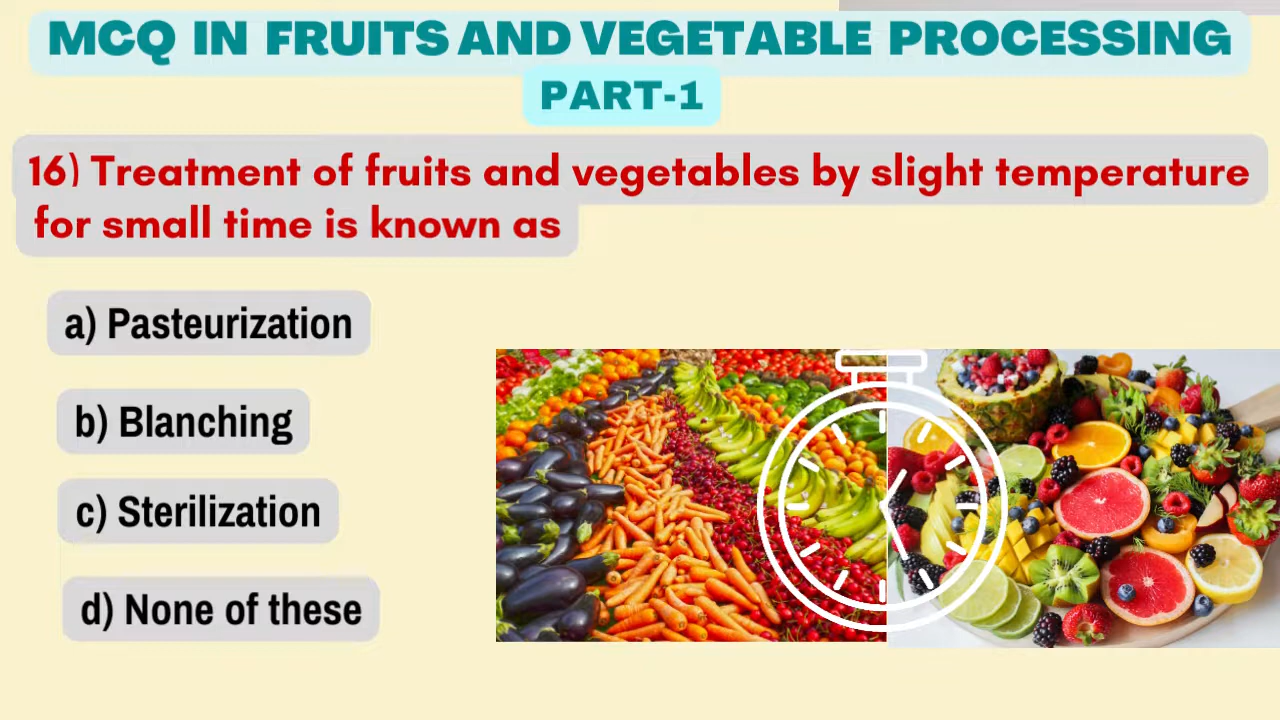 MCQ IN FRUITS AND VEGETABLE PROCESSING
PART-1
16) Treatment of fruits and vegetables by slight temperature
for small time is known as
a) Pasteurization
b) Blanching
c) Sterilization
d) None of these